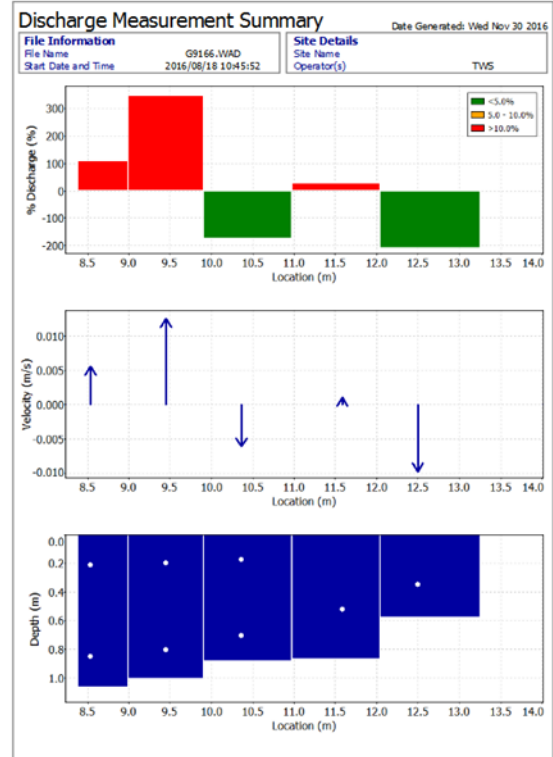 Discharge Measurement Summary Date Generated: Wed Nov 30 2016
File Information Site Details
File Name G9166.WAD Site Name
Start Date and Time 2016/08/18 10:45:52 Operator(s) TWS
<5.0%
5.0 - 10.0%
>10.0%
% Discharge (%)
300
200
100
0
-100
-200
8.5 9.0 9.5 10.0 10.5 11.0 11.5 12.0 12.5 13.0 13.5 14.0
Location (m)
Velocity (m/s)
0.010
0.005
0.000
-0.005
-0.010
8.5 9.0 9.5 10.0 10.5 11.0 11.5 12.0 12.5 13.0 13.5 14.0
Location (m)
Depth (m)
0.0
0.2
0.4
0.6
0.8
1.0
8.5 9.0 9.5 10.0 10.5 11.0 11.5 12.0 12.5 13.0 13.5 14.0
Location (m)